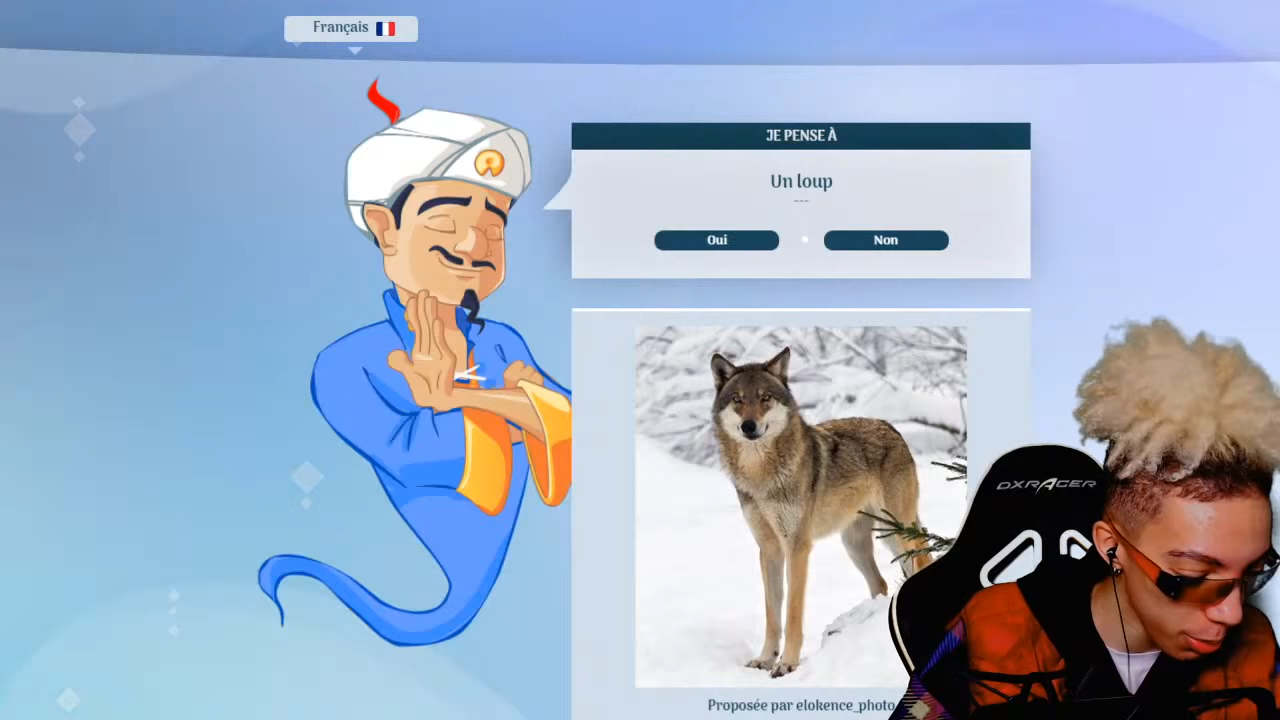 Français
JE PENSE À
Un loup
---
Oui
Non
DXRACER
Proposée par elokence_photo